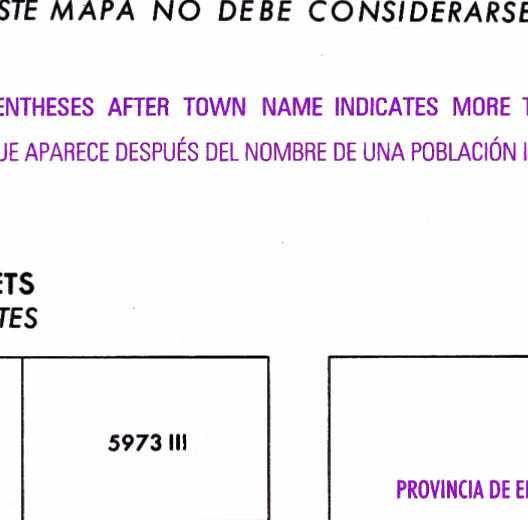 STE MAPA NO DEBE CONSIDERARSE
ENTHESES AFTER TOWN NAME INDICATES MORE T
UE APARECE DESPUÉS DEL NOMBRE DE UNA POBLACIÓN I
ETS
TES
5973 III
PROVINCIA DE E